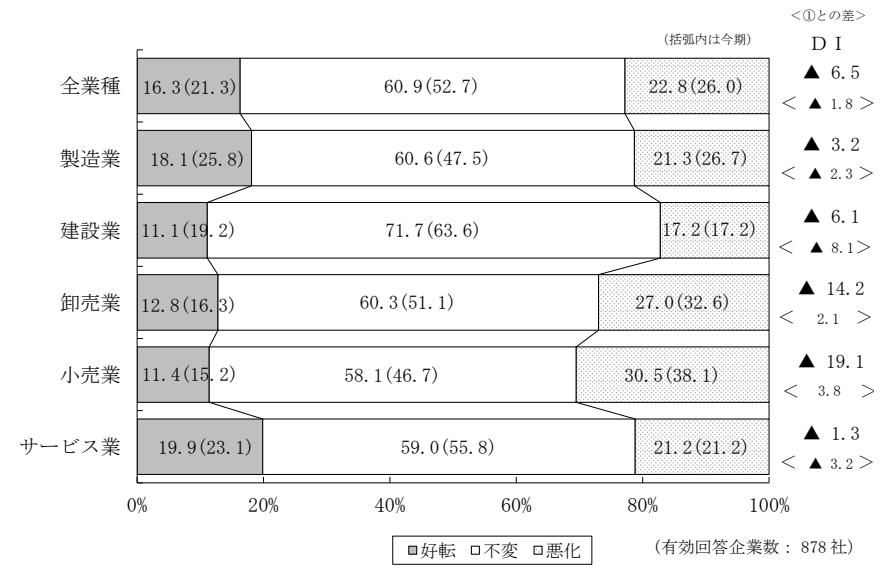 ＜①との差＞
（括弧内は今期） ＤＩ
全業種 16.3(21.3) 60.9(52.7) 22.8(26.0) ▲ 6.5
＜ ▲ 1.8 ＞
製造業 18.1(25.8) 60.6(47.5) 21.3(26.7) ▲ 3.2
＜ ▲ 2.3 ＞
建設業 11.1(19.2) 71.7(63.6) 17.2(17.2) ▲ 6.1
＜ ▲ 8.1 ＞
卸売業 12.8(16.3) 60.3(51.1) 27.0(32.6) ▲ 14.2
＜ 2.1 ＞
小売業 11.4(15.2) 58.1(46.7) 30.5(38.1) ▲ 19.1
＜ 3.8 ＞
サービス業 19.9(23.1) 59.0(55.8) 21.2(21.2) ▲ 1.3
＜ ▲ 3.2 ＞
0% 20% 40% 60% 80% 100%
好転 不変 悪化 （有効回答企業数：878社）